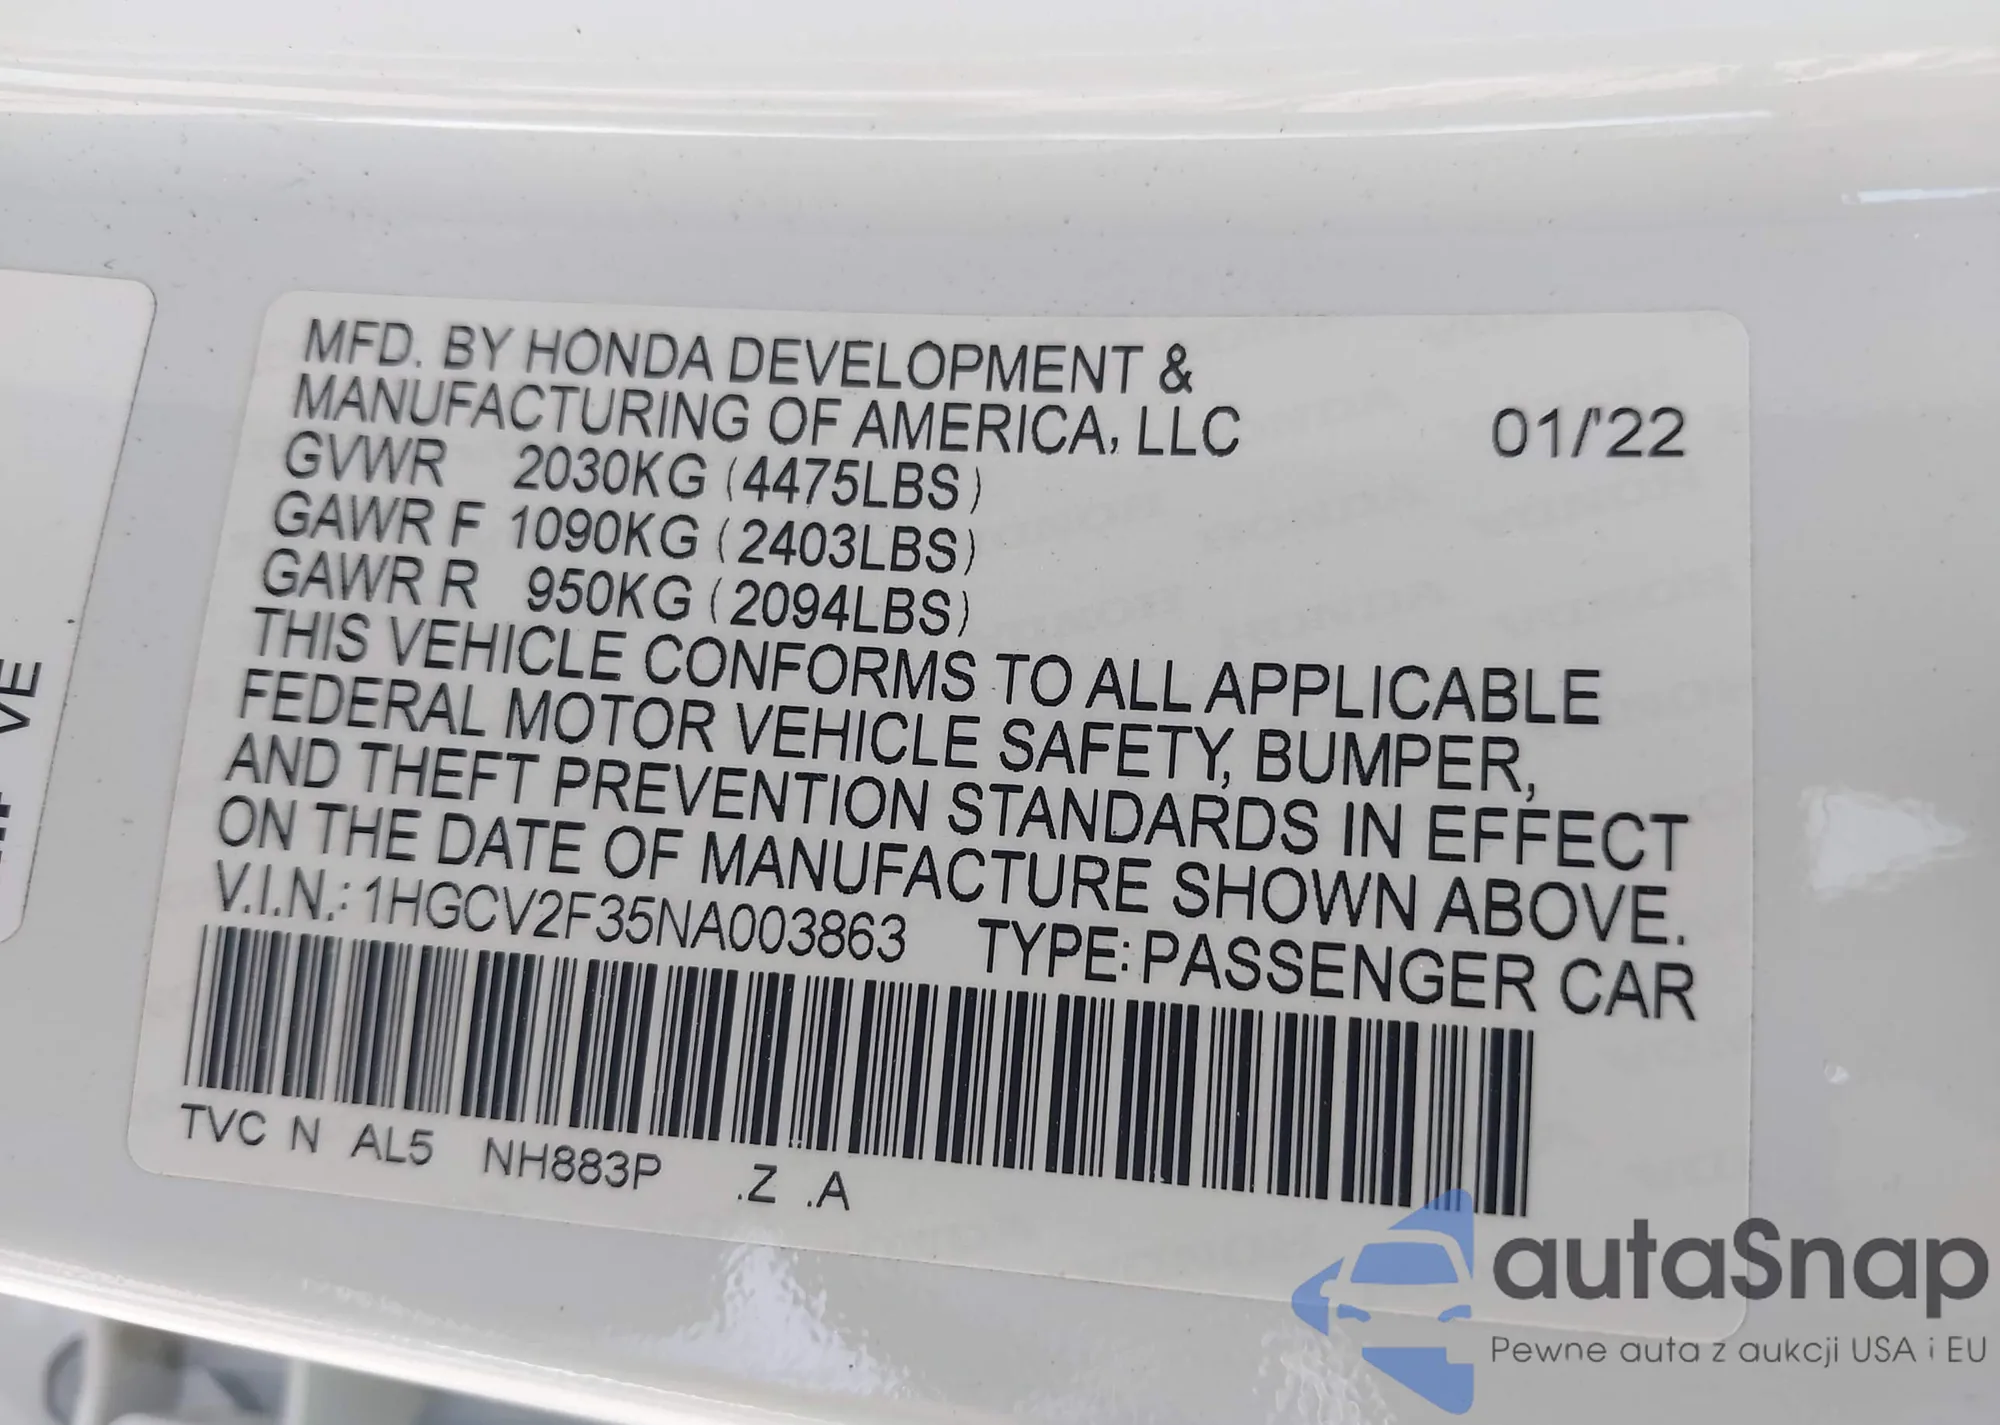 MFD. BY HONDA DEVELOPMENT &
MANUFACTURING OF AMERICA, LLC 01/'22
GVWR 2030KG (4475LBS)
GAWR F 1090KG (2403LBS)
GAWR R 950KG (2094LBS)
THIS VEHICLE CONFORMS TO ALL APPLICABLE
FEDERAL MOTOR VEHICLE SAFETY, BUMPER,
AND THEFT PREVENTION STANDARDS IN EFFECT
ON THE DATE OF MANUFACTURE SHOWN ABOVE.
V.I.N.: 1HGCV2F35NA003863 TYPE: PASSENGER CAR
TVC N AL5 NH883P .Z .A
VE
autaSnap
Pewne auta z aukcji USA i EU